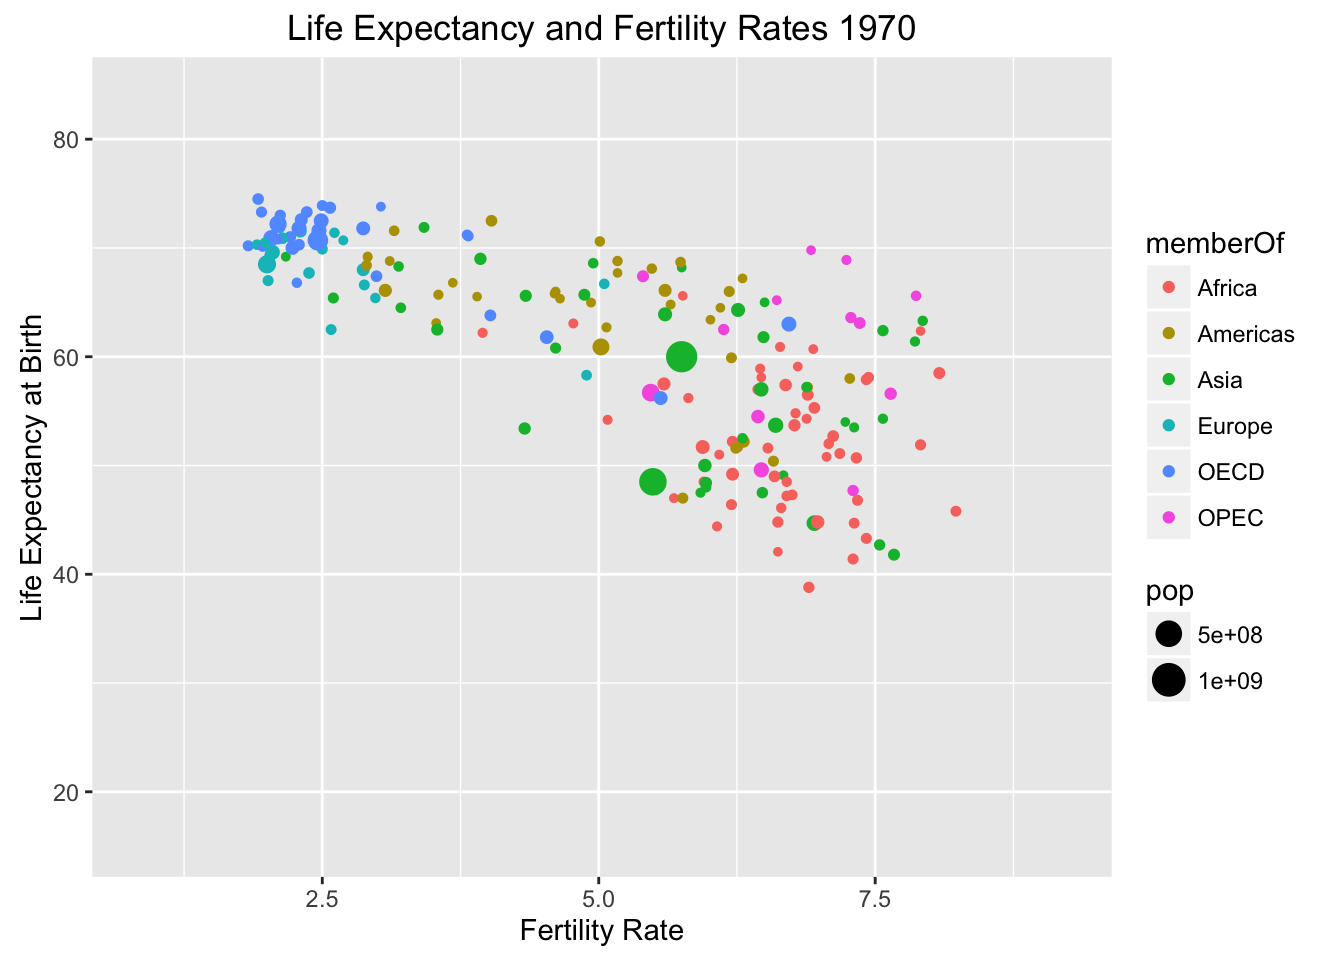 Life Expectancy and Fertility Rates 1970
80
60
40
20
Life Expectancy at Birth
2.5
5.0
7.5
Fertility Rate
memberOf
Africa
Americas
Asia
Europe
OECD
OPEC
pop
5e+08
1e+09